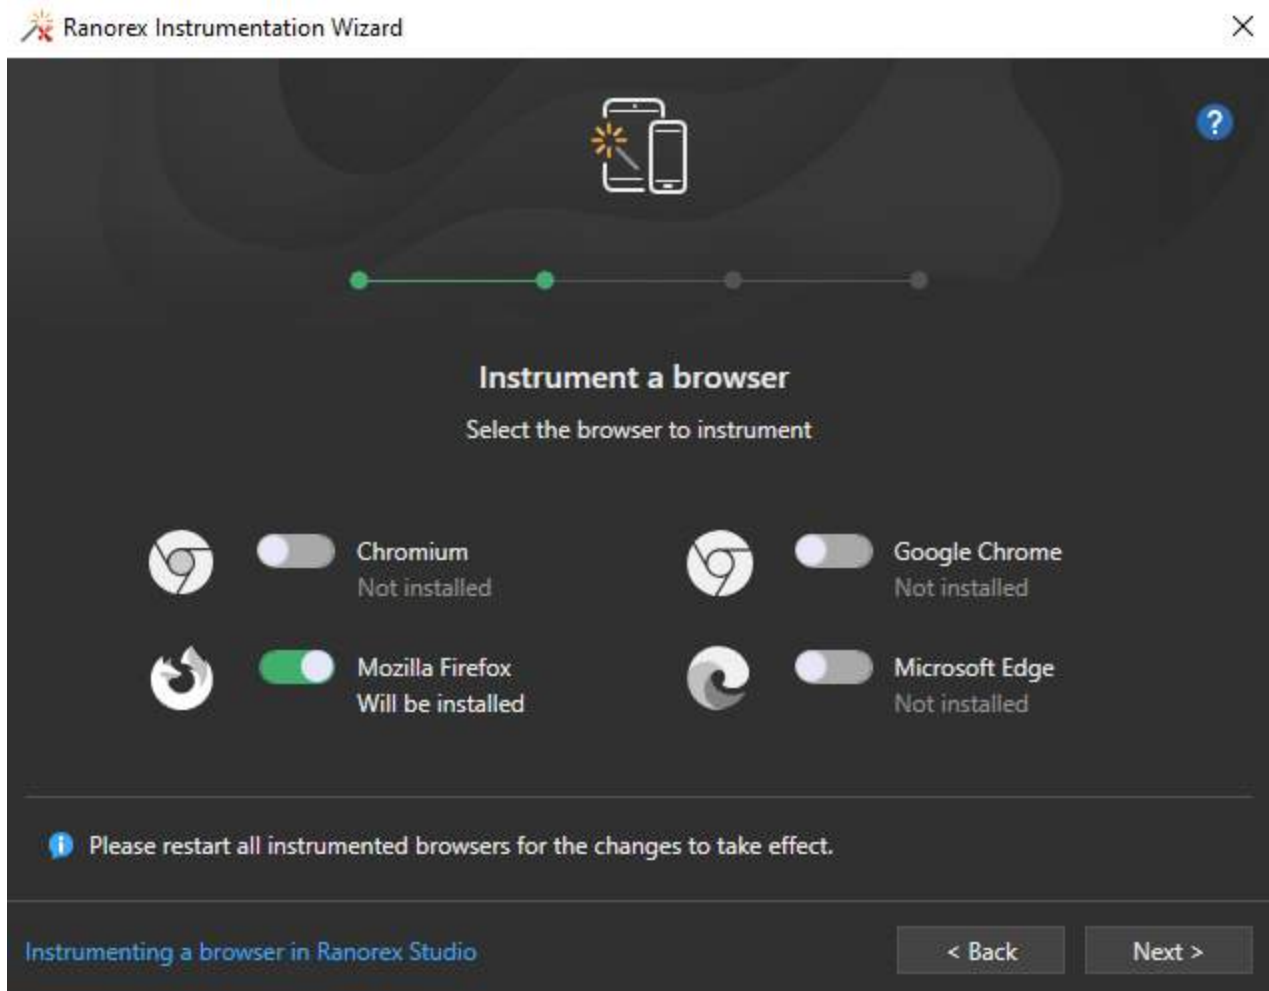 Ranorex Instrumentation Wizard
?
Instrument a browser
Select the browser to instrument
Chromium
Not installed
Google Chrome
Not installed
Mozilla Firefox
Will be installed
Microsoft Edge
Not installed
Please restart all instrumented browsers for the changes to take effect.
Instrumenting a browser in Ranorex Studio
< Back
Next >